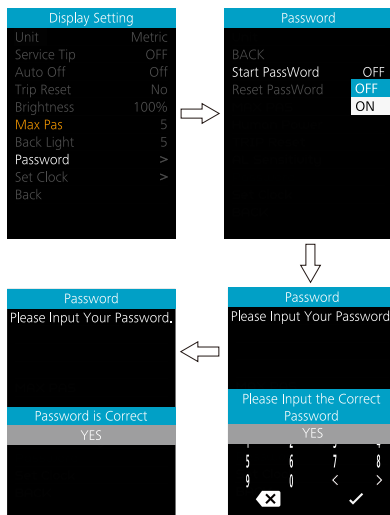 Display Setting
Unit Metric
Service Tip OFF
Auto Off Off
Trip Reset No
Brightness 100%
Max Pas 5
Back Light 5
Password >
Set Clock >
Back
Password
BACK
Start PassWord OFF
Reset PassWord OFF
ON
Password
Please Input Your Password.
Password is Correct
YES
Password
Please Input Your Password
Please Input the Correct
Password
YES
5 6 7 8
9 0 < >